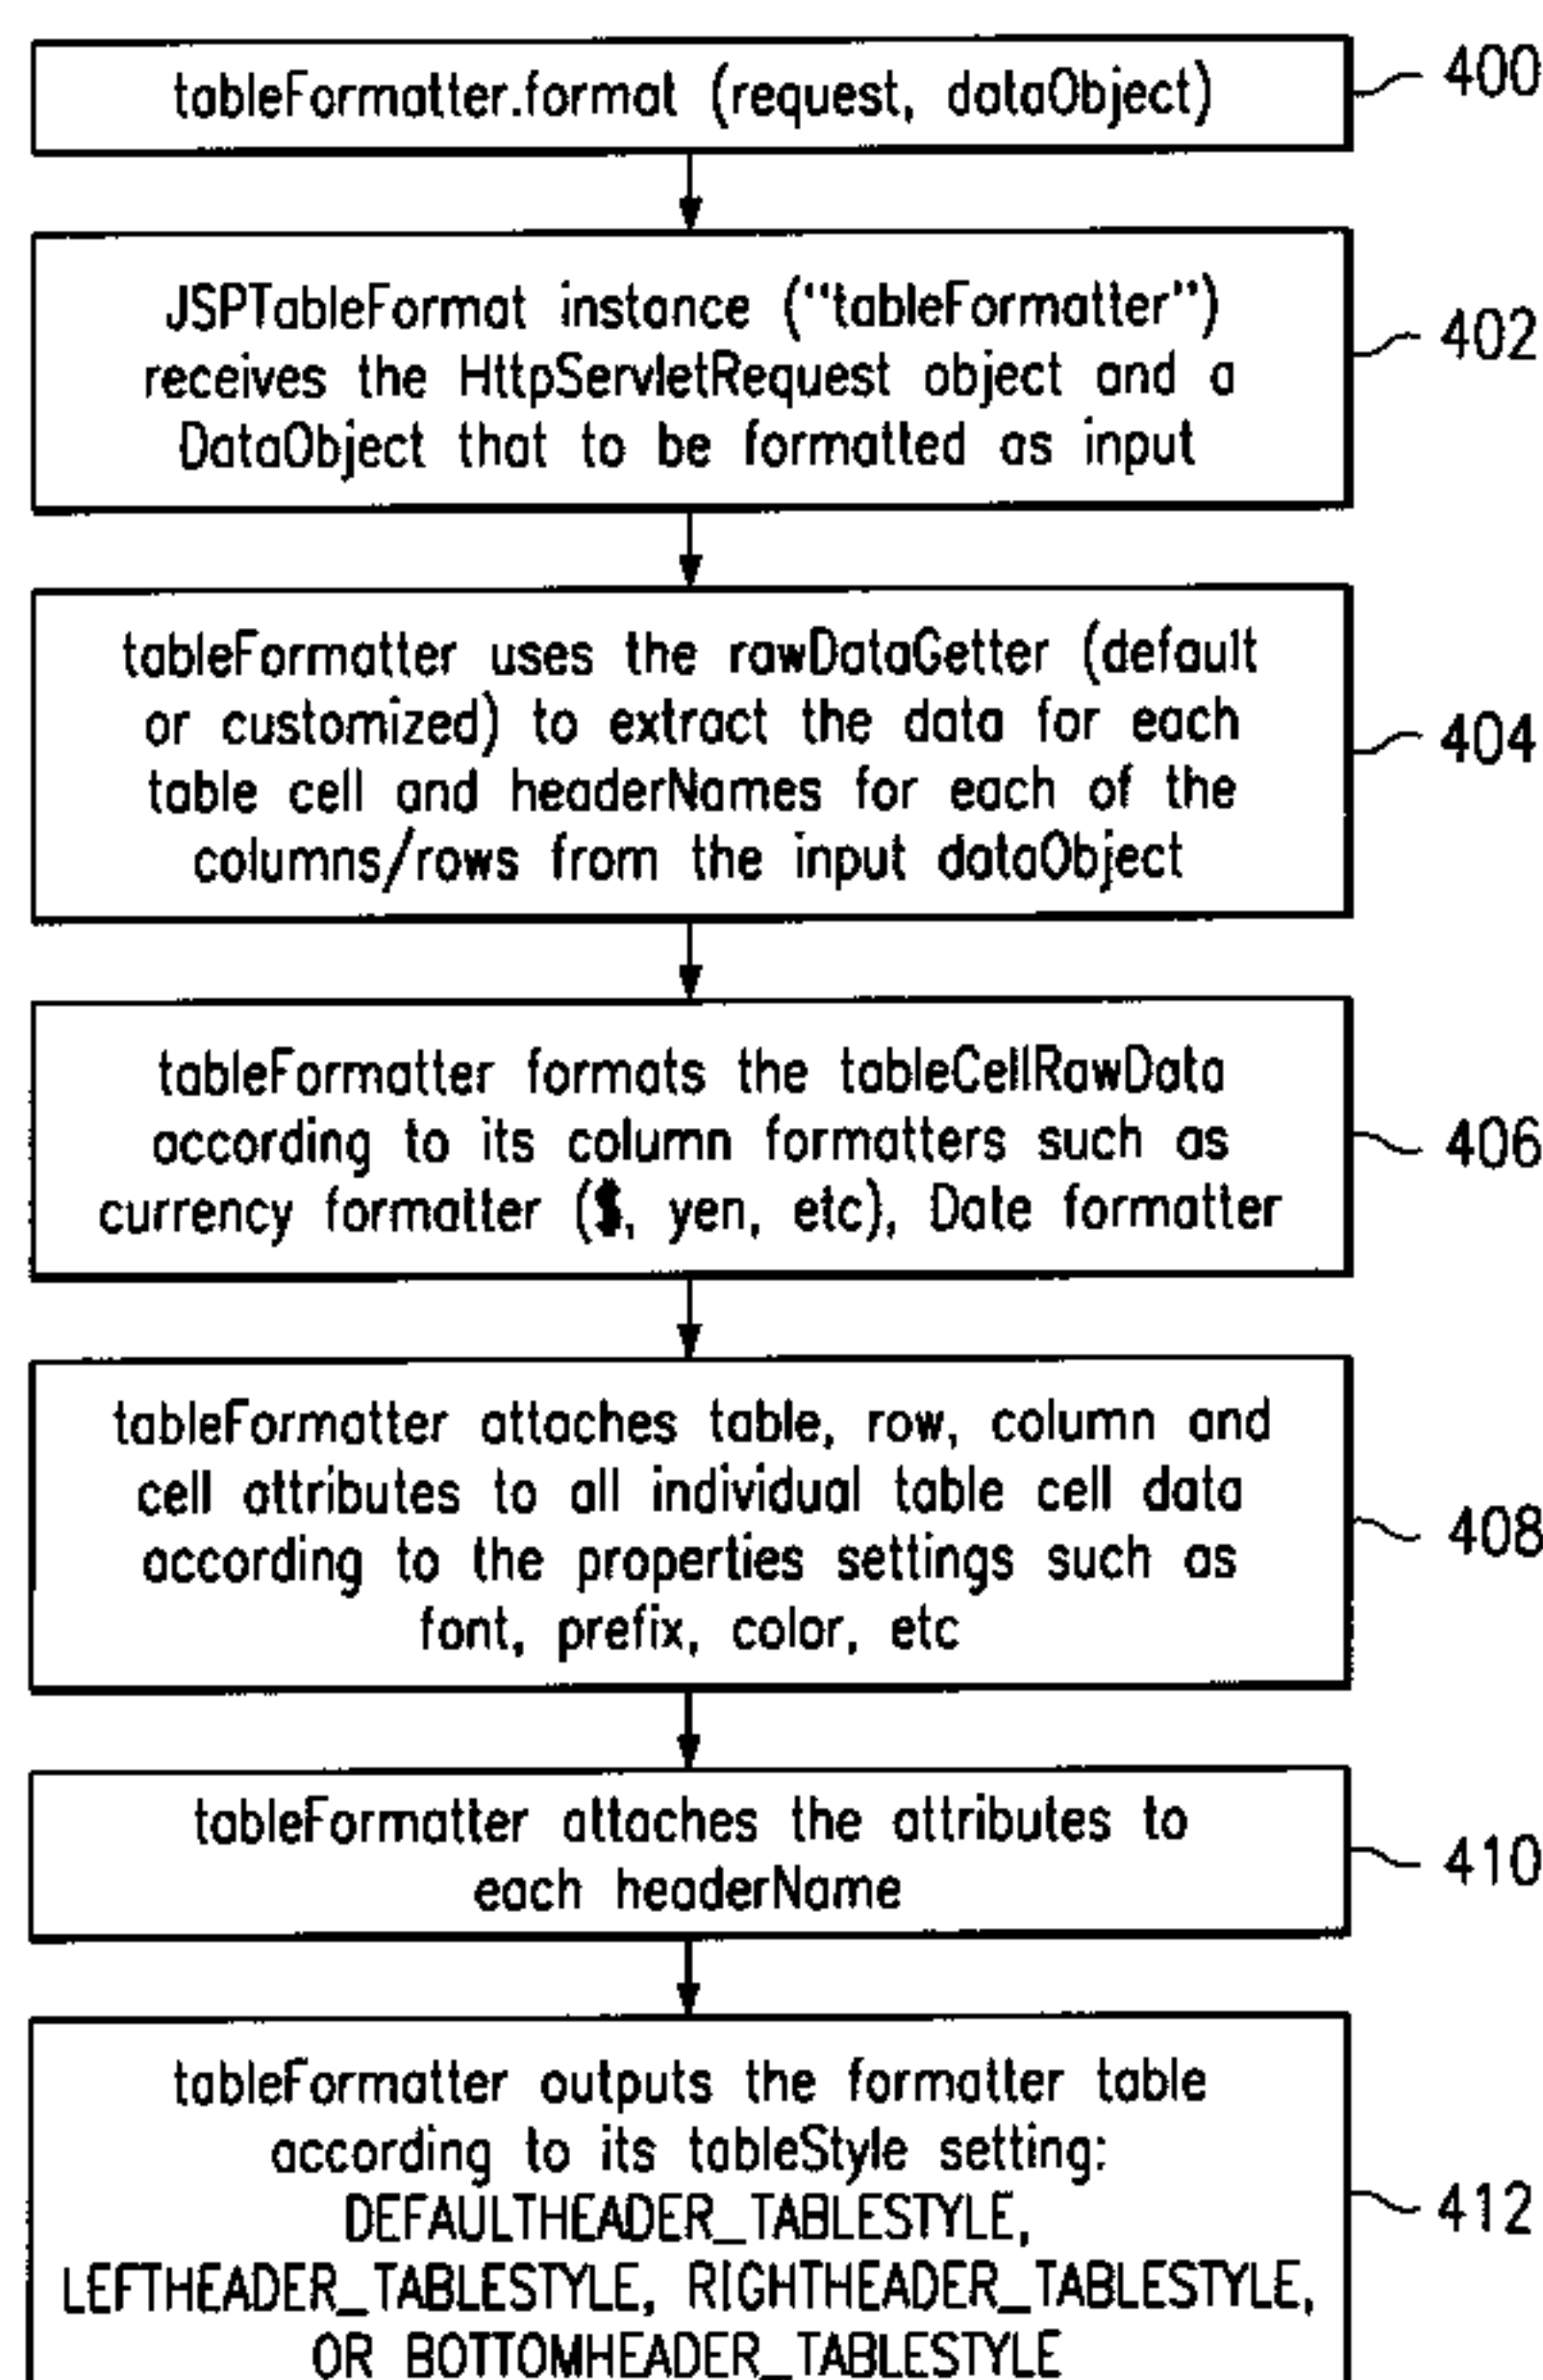 tableFormatter.format (request, dataObject)
400
JSPTableFormat instance ("tableFormatter")
receives the HttpServletRequest object and a
DataObject that to be formatted as input
402
tableFormatter uses the rawDataGetter (default
or customized) to extract the data for each
table cell and headerNames for each of the
columns/rows from the input dataObject
404
tableFormatter formats the tableCellRawData
according to its column formatters such as
currency formatter ($, yen, etc), Date formatter
406
tableFormatter attaches table, row, column and
cell attributes to all individual table cell data
according to the properties settings such as
font, prefix, color, etc
408
tableFormatter attaches the attributes to
each headerName
410
tableFormatter outputs the formatter table
according to its tableStyle setting:
DEFAULTHEADER_TABLESTYLE,
LEFTHEADER_TABLESTYLE, RIGHTHEADER_TABLESTYLE,
OR BOTTOMHEADER_TABLESTYLE
412